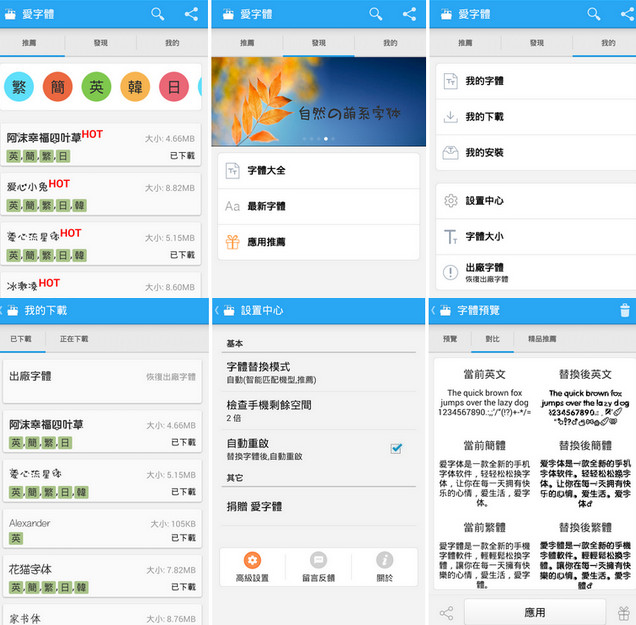 愛字體
推薦
發現
我的
繁
簡
英
韓
日
阿沫幸福四叶草HOT
大小: 4.66MB
英,簡,繁,日
已下載
爱心小兔HOT
大小: 8.82MB
英,簡,繁,日,韓
爱心流星体HOT
大小: 5.15MB
英,簡,繁,日,韓
已下載
冰激凌HOT
大小: 8.60MB
愛字體
推薦
發現
我的
自然の萌系字体
字體大全
Aa
最新字體
應用推薦
愛字體
推薦
發現
我的
我的字體
我的下載
我的安裝
設置中心
字體大小
出廠字體
恢復出廠字體
我的下載
已下載
正在下載
出廠字體
恢復出廠字體
阿沫幸福四叶草
大小: 4.66MB
英,簡,繁,日
已下載
爱心流星体
大小: 5.15MB
英,簡,繁,日,韓
已下載
Alexander
大小: 105KB
英
已下載
花猫字体
大小: 7.82MB
英,簡,繁,日,韓
已下載
家书体
大小: 8.76MB
設置中心
基本
字體替換模式
自動(智能匹配機型,推薦)
檢查手機剩餘空間
2 倍
自動重啟
替換字體後,自動重啟
其它
捐贈 愛字體
高級設置
留言反饋
關於
字體預覽
預覽
對比
精品推薦
當前英文
The quick brown fox
jumps over the lazy dog
1234567890.:,;'/"(!?)+-*/=
替換後英文
The quick brown fox
jumps over the lazy dog
1234567890.:
當前簡體
爱字体是一款全新的手机
字体软件，轻轻松松换字
体，让你在每一天拥有快
乐的心情，爱生活，爱字
体。
替換後簡體
爱字体是一款全新的手机
字体软件。轻轻松松换字
体。让你在每一天拥有快
乐的心情。爱生活。爱字
体
當前繁體
愛字體是一款全新的手機
字體軟件，輕輕鬆鬆換字
體，讓你在每一天擁有快
樂的心情，愛生活，愛字
體。
替換後繁體
愛字體是一款全新的手機
字體軟件。輕輕鬆鬆換字
體。讓你在每一天擁有快
樂的心情。愛生活。愛字
體
應用